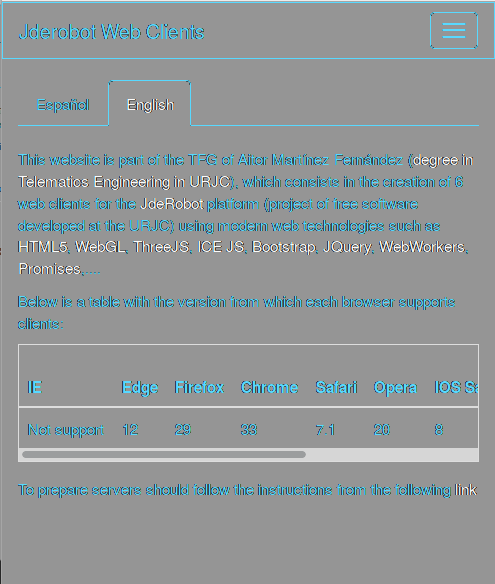 Jderobot Web Clients
Español English
This website is part of the TFG of Aitor Martínez Fernández (degree in
Telematics Engineering in URJC), which consists in the creation of 6
web clients for the JdeRobot platform (project of free software
developed at the URJC) using modern web technologies such as
HTML5, WebGL, ThreeJS, ICE JS, Bootstrap, JQuery, WebWorkers,
Promises,....
Below is a table with the version from which each browser supports
clients:
IE Edge Firefox Chrome Safari Opera IOS
Not support 12 29 33 7.1 20 8
To prepare servers should follow the instructions from the following link